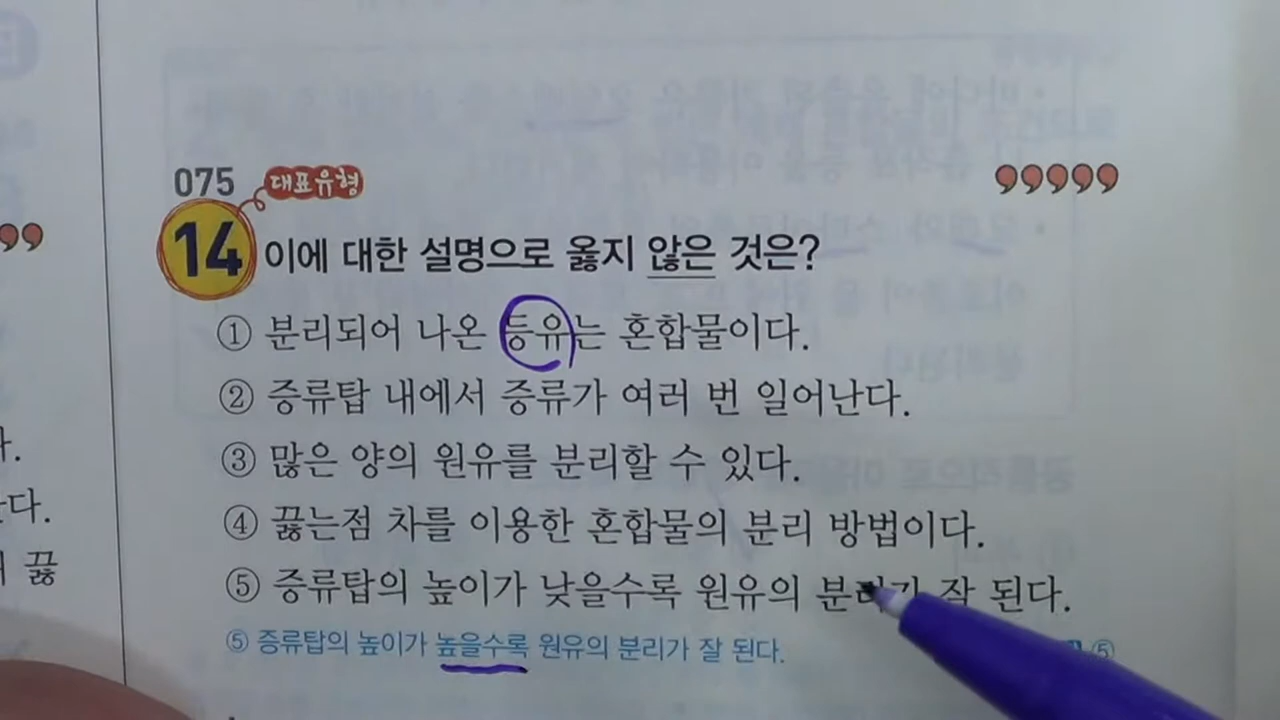 075 대표유형
14 이에 대한 설명으로 옳지 않은 것은?
① 분리되어 나온 등유는 혼합물이다.
② 증류탑 내에서 증류가 여러 번 일어난다.
③ 많은 양의 원유를 분리할 수 있다.
④ 끓는점 차를 이용한 혼합물의 분리 방법이다.
⑤ 증류탑의 높이가 낮을수록 원유의 분리가 잘 된다.
⑤ 증류탑의 높이가 높을수록 원유의 분리가 잘 된다. ⑤
다.
끓